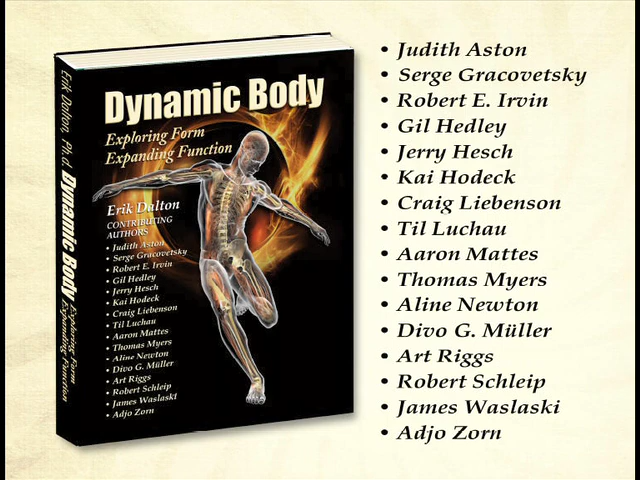 Erik Dalton, Ph.d. Dynamic Body Exploring Form
Expanding Function
Dynamic Body
Exploring Form
Expanding Function
Erik Dalton
CONTRIBUTING
AUTHORS
• Judith Aston
• Serge Gracovetsky
• Robert E. Irvin
• Gil Hedley
• Jerry Hesch
• Kai Hodeck
• Craig Liebenson
• Til Luchau
• Aaron Mattes
• Thomas Myers
• Aline Newton
• Divo G. Müller
• Art Riggs
• Robert Schleip
• James Waslaski
• Adjo Zorn
• Judith Aston
• Serge Gracovetsky
• Robert E. Irvin
• Gil Hedley
• Jerry Hesch
• Kai Hodeck
• Craig Liebenson
• Til Luchau
• Aaron Mattes
• Thomas Myers
• Aline Newton
• Divo G. Müller
• Art Riggs
• Robert Schleip
• James Waslaski
• Adjo Zorn